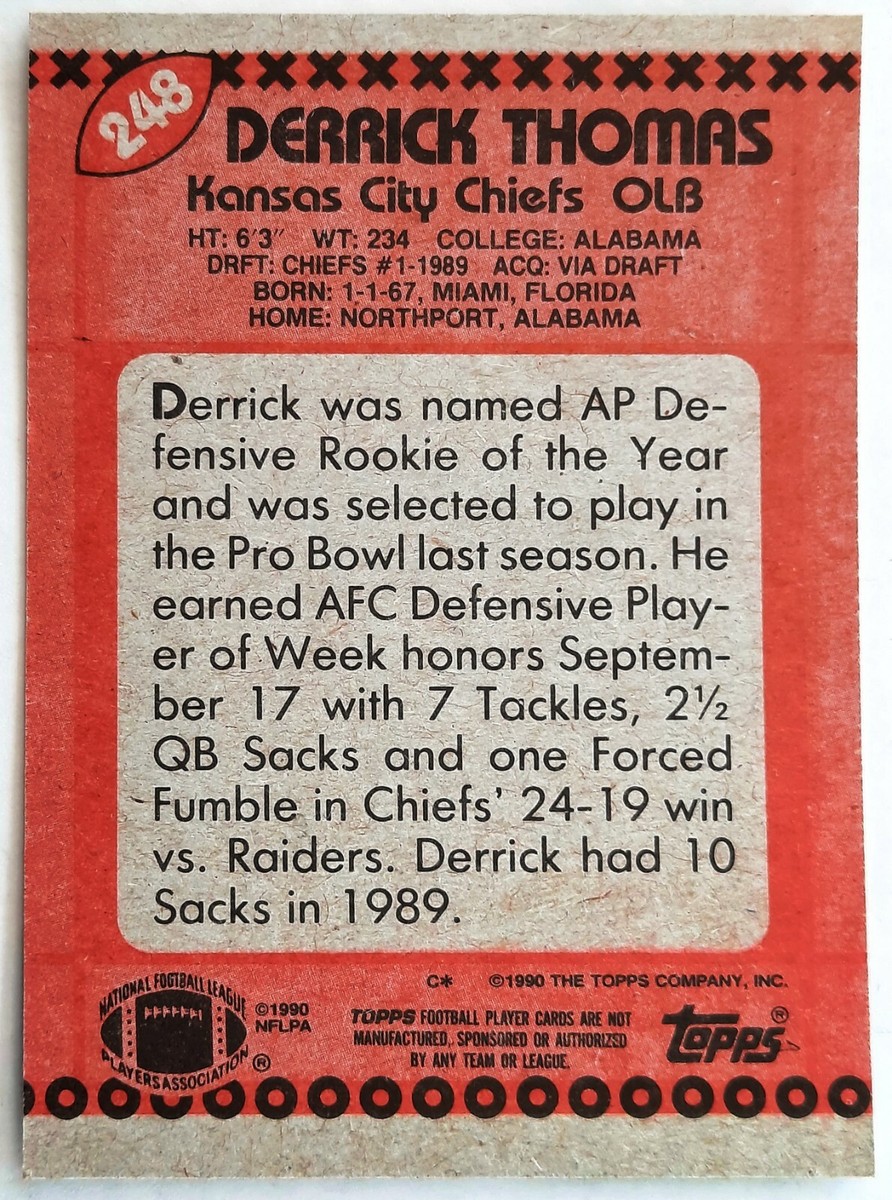 248
DERRICK THOMAS
Kansas City Chiefs OLB
HT: 6'3" WT: 234 COLLEGE: ALABAMA
DRFT: CHIEFS #1-1989 ACQ: VIA DRAFT
BORN: 1-1-67, MIAMI, FLORIDA
HOME: NORTHPORT, ALABAMA
Derrick was named AP De-
fensive Rookie of the Year
and was selected to play in
the Pro Bowl last season. He
earned AFC Defensive Play-
er of Week honors Septem-
ber 17 with 7 Tackles, 2½
QB Sacks and one Forced
Fumble in Chiefs' 24-19 win
vs. Raiders. Derrick had 10
Sacks in 1989.
C* ©1990 THE TOPPS COMPANY, INC.
NATIONAL FOOTBALL LEAGUE
PLAYERS ASSOCIATION ®
©1990
NFLPA
TOPPS FOOTBALL PLAYER CARDS ARE NOT
MANUFACTURED, SPONSORED OR AUTHORIZED
BY ANY TEAM OR LEAGUE.
topps®